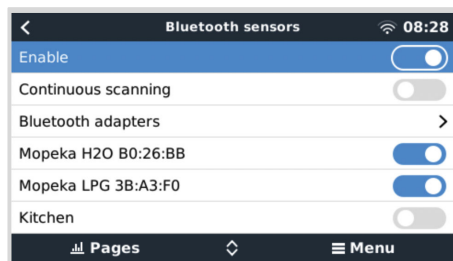 Bluetooth sensors 08:28
Enable
Continuous scanning
Bluetooth adapters
Mopeka H2O B0:26:BB
Mopeka LPG 3B:A3:F0
Kitchen
Pages Menu